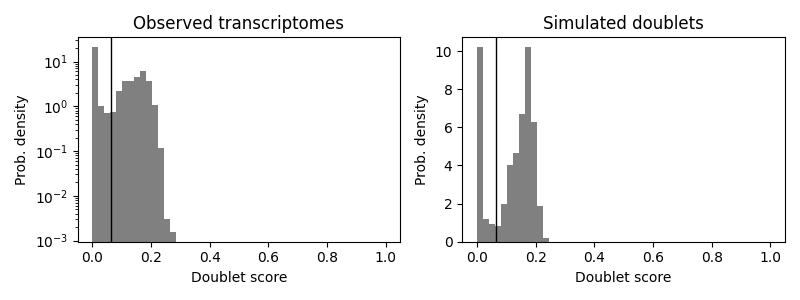 Observed transcriptomes
Prob. density
10¹
10⁰
10⁻¹
10⁻²
10⁻³
0.0 0.2 0.4 0.6 0.8 1.0
Doublet score
Simulated doublets
Prob. density
10
8
6
4
2
0
0.0 0.2 0.4 0.6 0.8 1.0
Doublet score